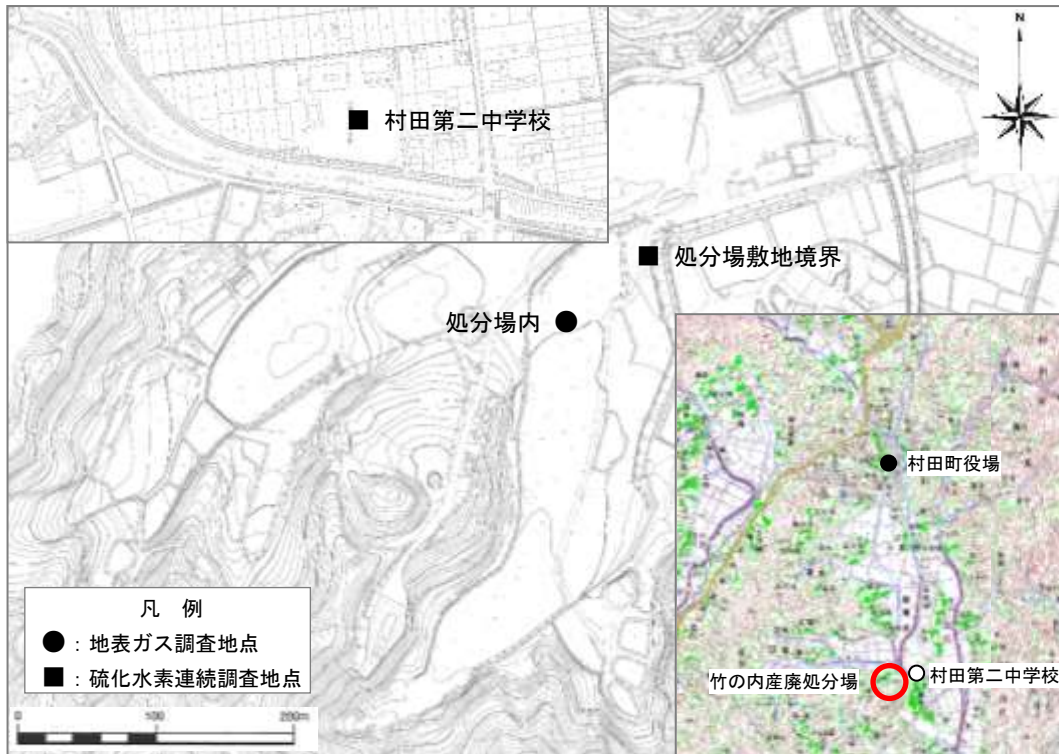 N
■ 村田第二中学校
■ 処分場敷地境界
処分場内 ●
村田町役場
竹の内産廃処分場
村田第二中学校
凡 例
● : 地表ガス調査地点
■ : 硫化水素連続調査地点
0 100 200m